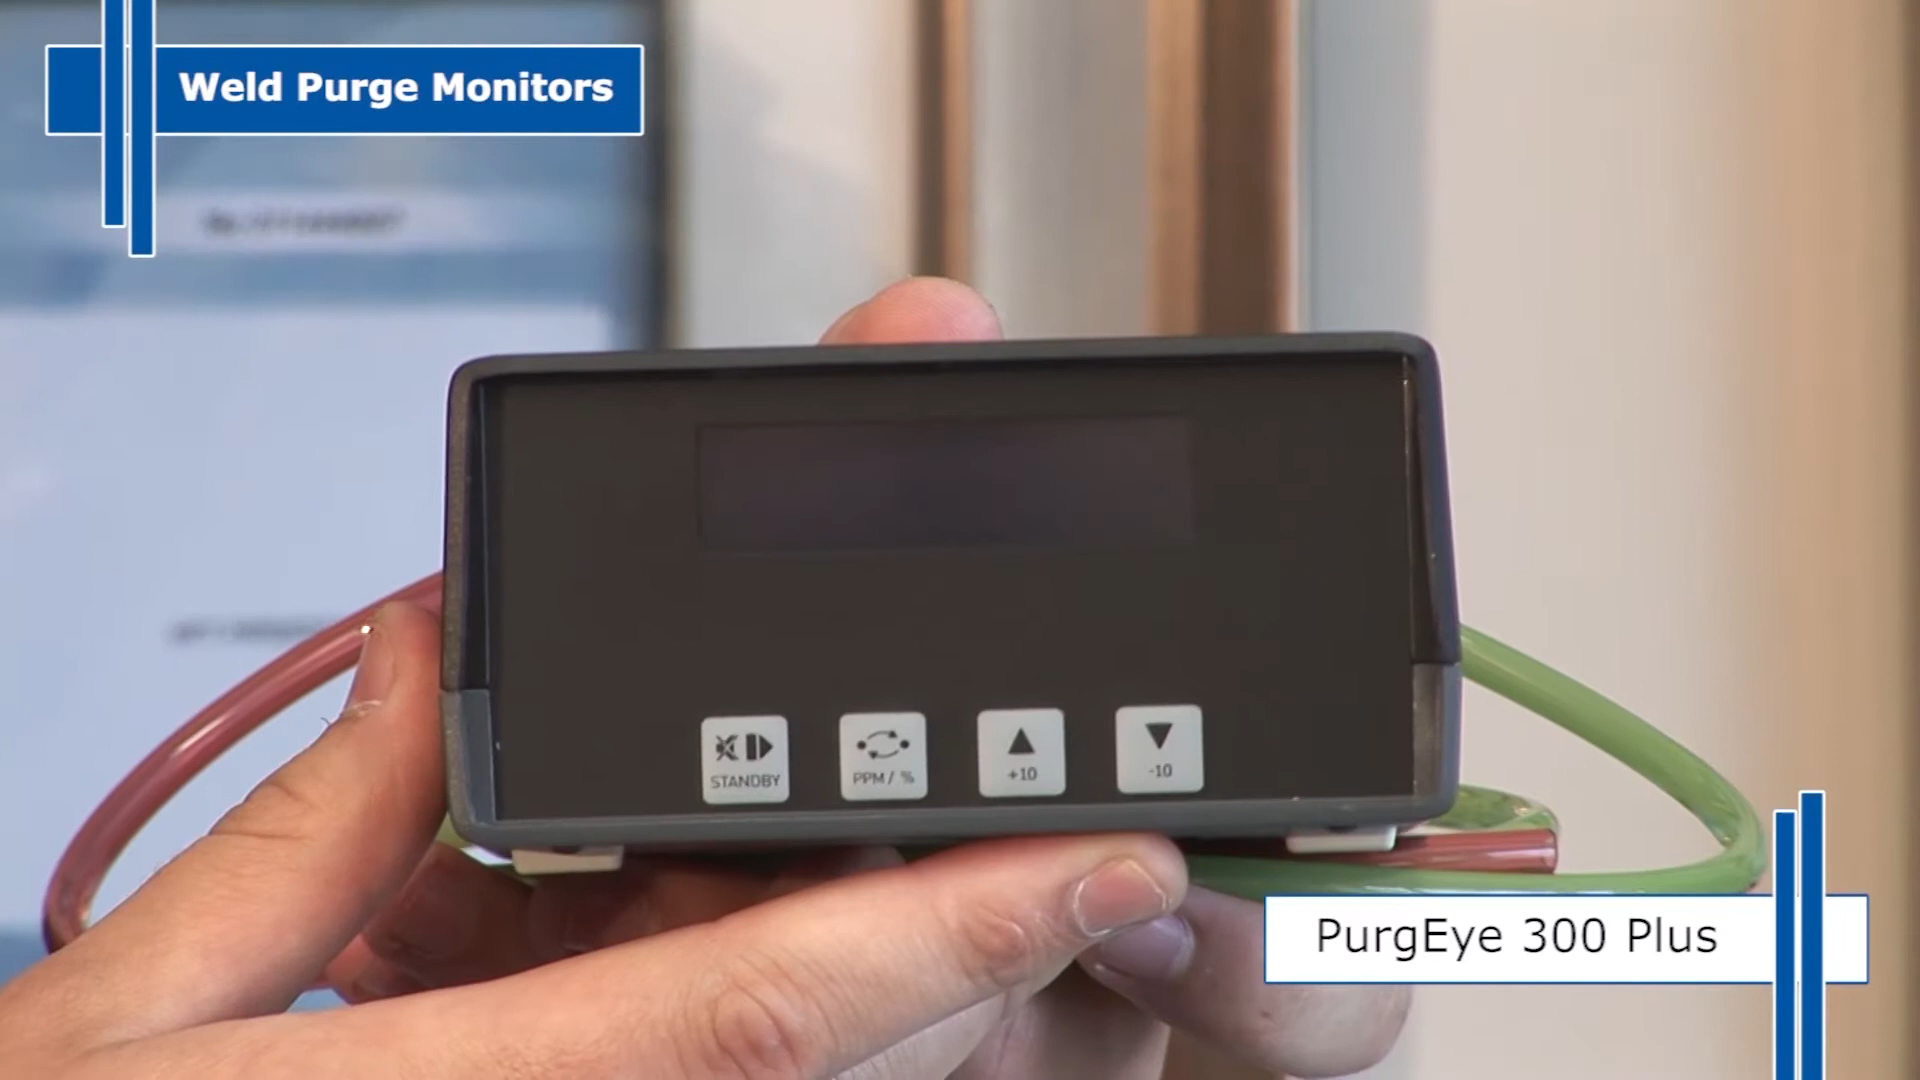 Weld Purge Monitors
STANDBY
PPM / %
+10
-10
PurgEye 300 Plus